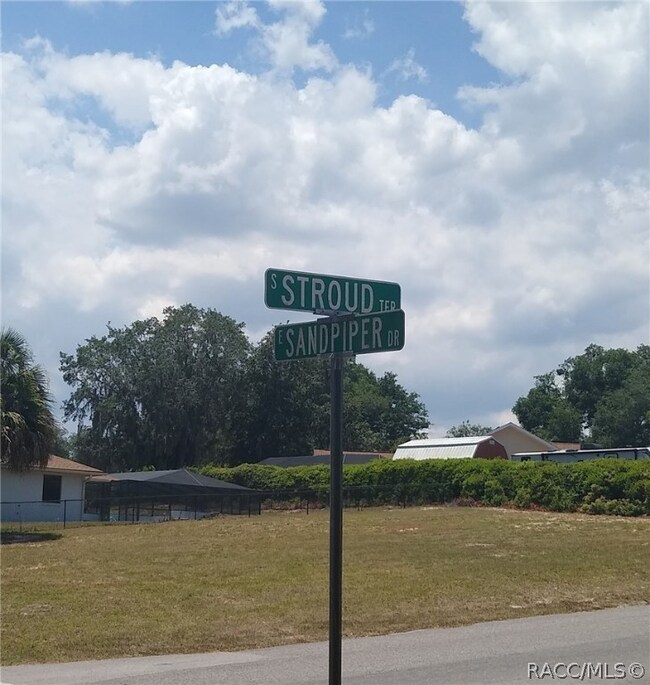 S STROUD TER
E SANDPIPER DR
RACC/MLS ©